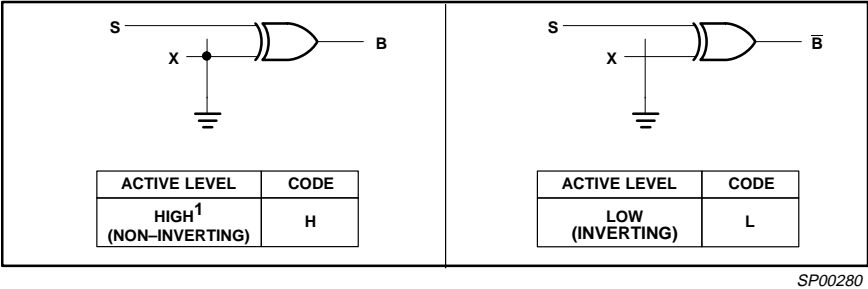 S
X
B
ACTIVE LEVEL CODE
HIGH1
(NON–INVERTING) H
S
X
B̅
ACTIVE LEVEL CODE
LOW
(INVERTING) L
SP00280